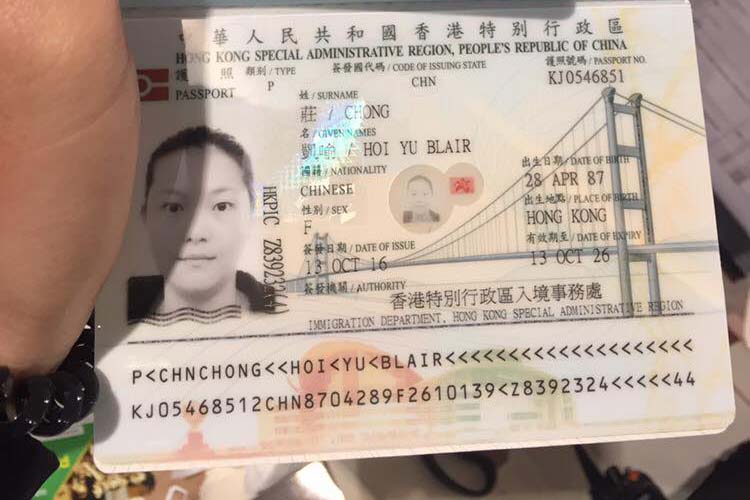 中華人民共和國香港特別行政區
HONG KONG SPECIAL ADMINISTRATIVE REGION, PEOPLE'S REPUBLIC OF CHINA
護照 類別 / TYPE 簽發國代碼 / CODE OF ISSUING STATE 護照號碼 / PASSPORT NO.
PASSPORT P CHN KJ0546851
姓 / SURNAME
莊 / CHONG
名 / GIVEN NAMES
/ HOI YU BLAIR
國籍 / NATIONALITY 出生日期 / DATE OF BIRTH
CHINESE 28 APR 87
性別 / SEX 出生地點 / PLACE OF BIRTH
F HONG KONG
簽發日期 / DATE OF ISSUE 有效期至 / DATE OF EXPIRY
13 OCT 16 13 OCT 26
簽發機關 / AUTHORITY
香港特別行政區入境事務處
IMMIGRATION DEPARTMENT, HONG KONG SPECIAL ADMINISTRATIVE REGION
HKPIC
P<CHNCHONG<<HOI<YU<BLAIR<<<<<<<<<<<<<<<<<<<<
KJ05468512CHN8704289F2610139<Z8392324<<<<<44